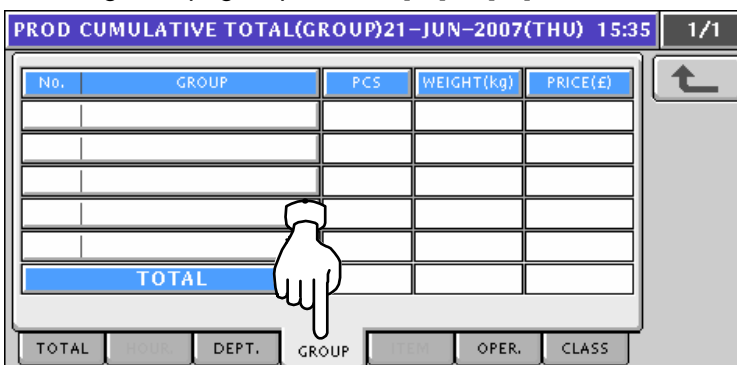 PROD CUMULATIVE TOTAL(GROUP)21-JUN-2007(THU) 15:35 1/1
No. GROUP PCS WEIGHT(kg) PRICE(£)
TOTAL
TOTAL HOUR. DEPT. GROUP ITEM OPER. CLASS